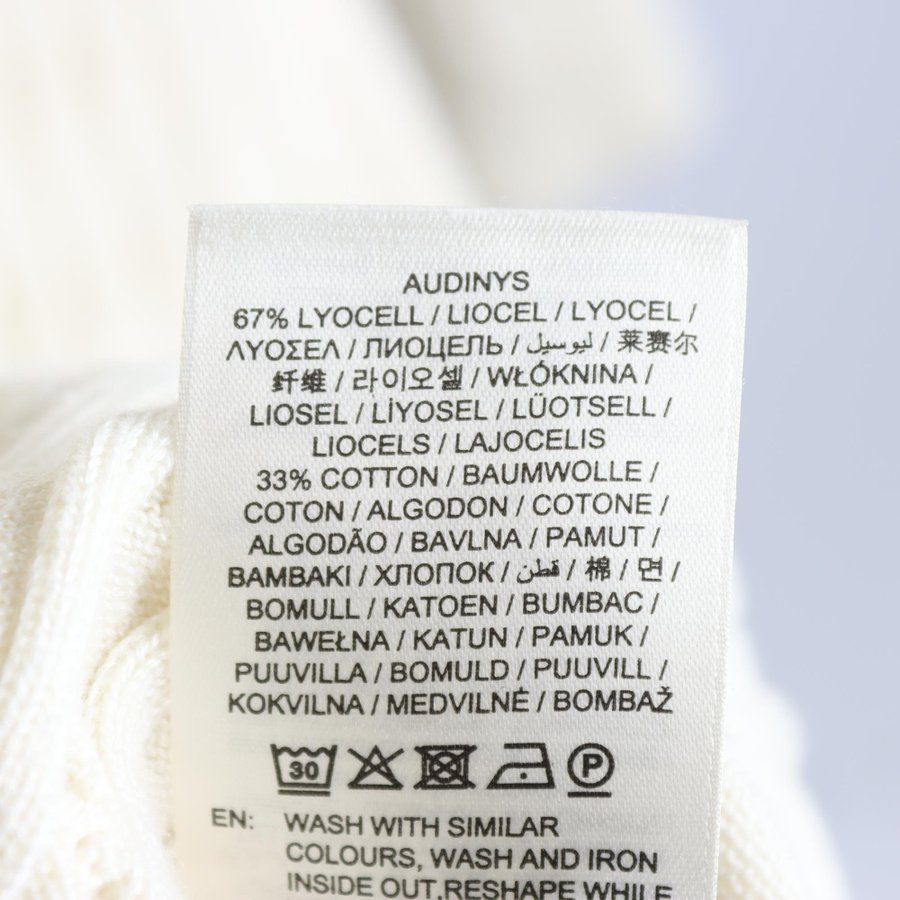 AUDINYS
67% LYOCELL / LIOCEL / LYOCEL /
ΛΥΟΣΕΛ / ЛИОЦЕЛЬ / ليوسيل / 莱赛尔
纤维 / 라이오셀 / WŁÓKNINA /
LIOSEL / LİYOSEL / LÜOTSELL /
LIOCELS / LAJOCELIS
33% COTTON / BAUMWOLLE /
COTON / ALGODON / COTONE /
ALGODÃO / BAVLNA / PAMUT /
BAMBAKI / ХЛОПОК / قطن / 棉 / 면 /
BOMULL / KATOEN / BUMBAC /
BAWEŁNA / KATUN / PAMUK /
PUUVILLA / BOMULD / PUUVILL /
KOKVILNA / MEDVILNĖ / BOMBAŽ
30 P
EN: WASH WITH SIMILAR
COLOURS, WASH AND IRON
INSIDE OUT,RESHAPE WHILE